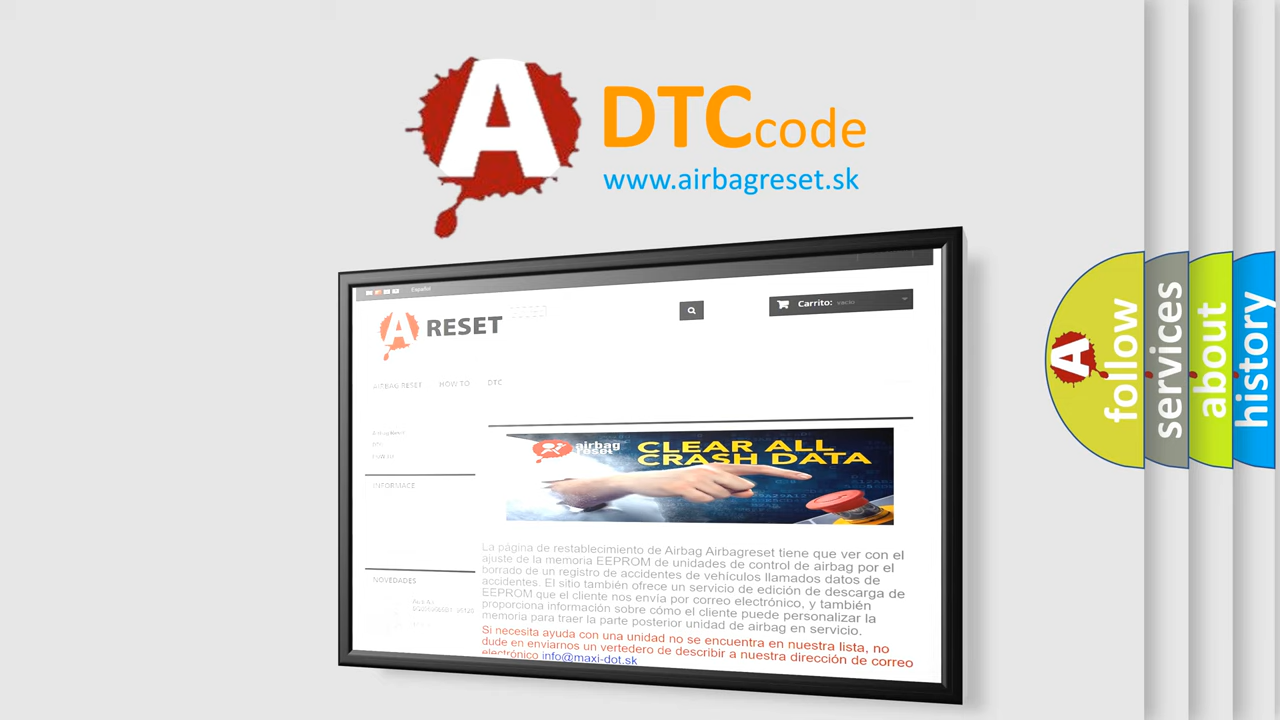 A
DTCcode
www.airbagreset.sk
Español
A RESET
Carrito: vacío
AIRBAG RESET HOW TO DTC
INFORMACE
airbag
reset
CLEAR ALL
CRASH DATA
La página de restablecimiento de Airbag Airbagreset tiene que ver con el
ajuste de la memoria EEPROM de unidades de control de airbag por el
borrado de un registro de accidentes de vehículos llamados datos de
accidentes. El sitio también ofrece un servicio de edición de descarga de
EEPROM que el cliente nos envía por correo electrónico, y también
proporciona información sobre cómo el cliente puede personalizar la
memoria para traer la parte posterior unidad de airbag en servicio.
Si necesita ayuda con una unidad no se encuentra en nuestra lista, no
dude en enviarnos un vertedero de describir a nuestra dirección de correo
electrónico info@maxi-dot.sk
NOVEDADES
A
follow
services
about
history